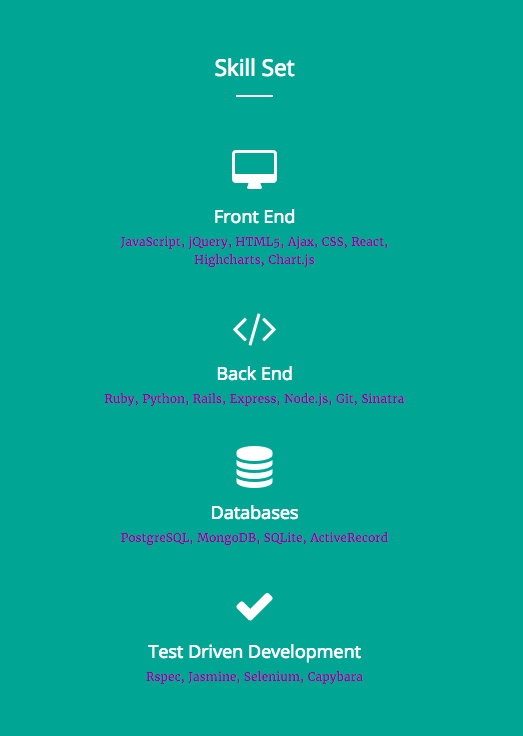 Skill Set
Front End
JavaScript, jQuery, HTML5, Ajax, CSS, React,
Highcharts, Chart.js
Back End
Ruby, Python, Rails, Express, Node.js, Git, Sinatra
Databases
PostgreSQL, MongoDB, SQLite, ActiveRecord
Test Driven Development
Rspec, Jasmine, Selenium, Capybara